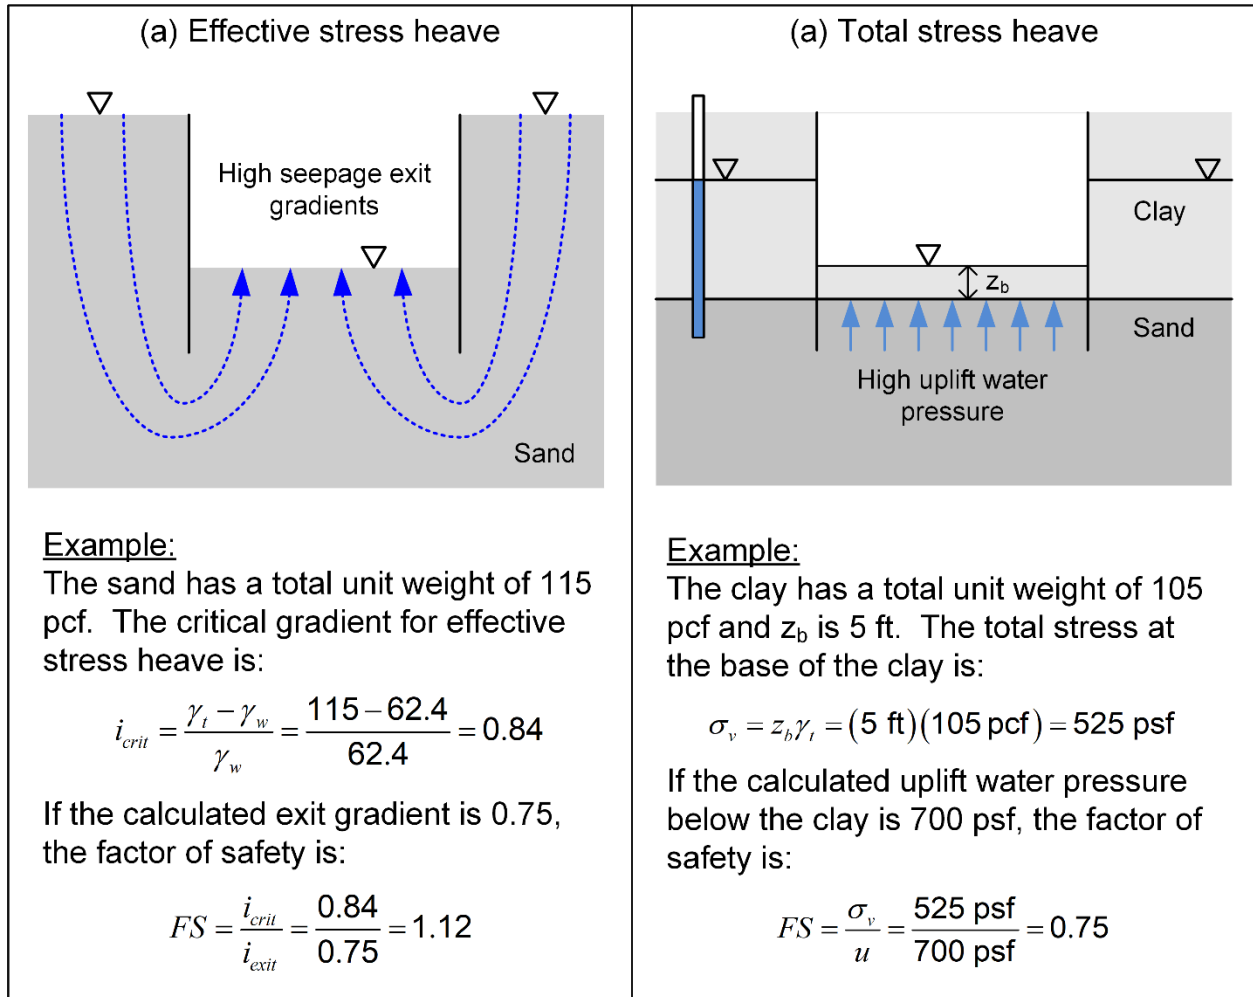 (a) Effective stress heave
High seepage exit
gradients
Sand
Example:
The sand has a total unit weight of 115
pcf.  The critical gradient for effective
stress heave is:
i_crit = (γ_t − γ_w) / γ_w = (115 − 62.4) / 62.4 = 0.84
If the calculated exit gradient is 0.75,
the factor of safety is:
FS = i_crit / i_exit = 0.84 / 0.75 = 1.12
(a) Total stress heave
Clay
z_b
Sand
High uplift water
pressure
Example:
The clay has a total unit weight of 105
pcf and z_b is 5 ft.  The total stress at
the base of the clay is:
σ_v = z_b γ_t = (5 ft)(105 pcf) = 525 psf
If the calculated uplift water pressure
below the clay is 700 psf, the factor of
safety is:
FS = σ_v / u = 525 psf / 700 psf = 0.75